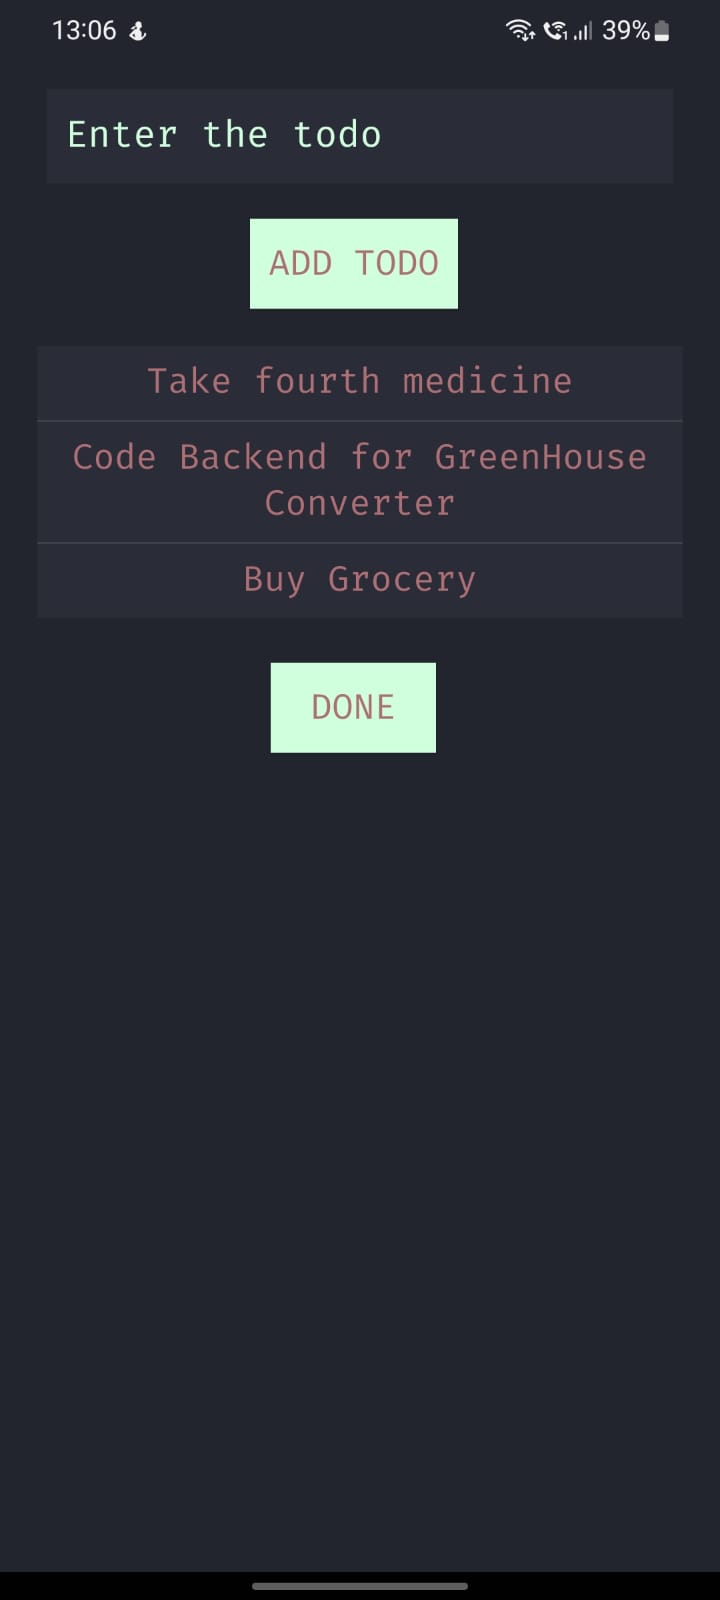 13:06 39%
Enter the todo
ADD TODO
Take fourth medicine
Code Backend for GreenHouse
Converter
Buy Grocery
DONE